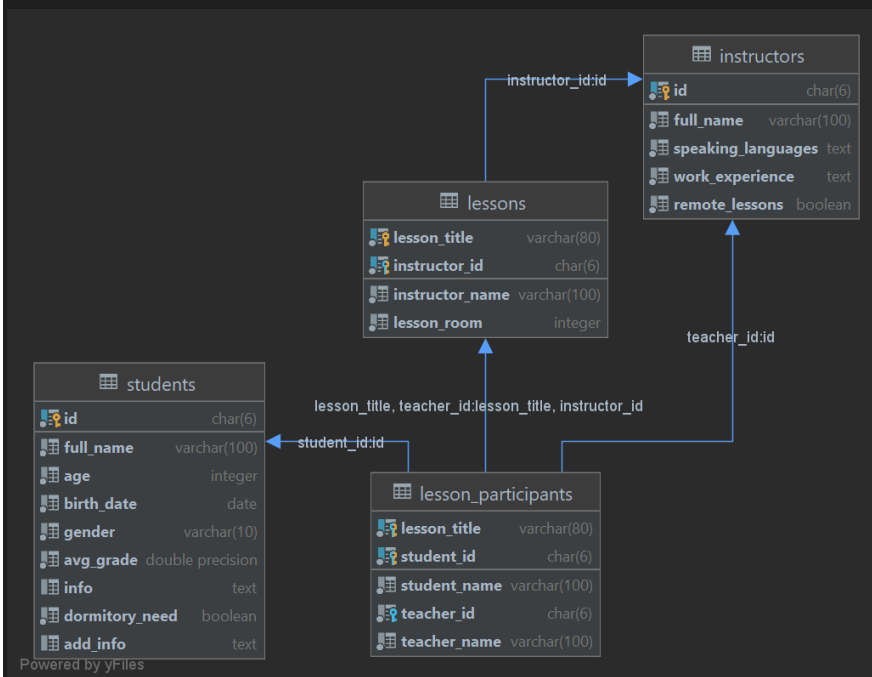 instructors
id char(6)
full_name varchar(100)
speaking_languages text
work_experience text
remote_lessons boolean
instructor_id:id
lessons
lesson_title varchar(80)
instructor_id char(6)
instructor_name varchar(100)
lesson_room integer
teacher_id:id
lesson_title, teacher_id:lesson_title, instructor_id
student_id:id
students
id char(6)
full_name varchar(100)
age integer
birth_date date
gender varchar(10)
avg_grade double precision
info text
dormitory_need boolean
add_info text
lesson_participants
lesson_title varchar(80)
student_id char(6)
student_name varchar(100)
teacher_id char(6)
teacher_name varchar(100)
Powered by yFiles